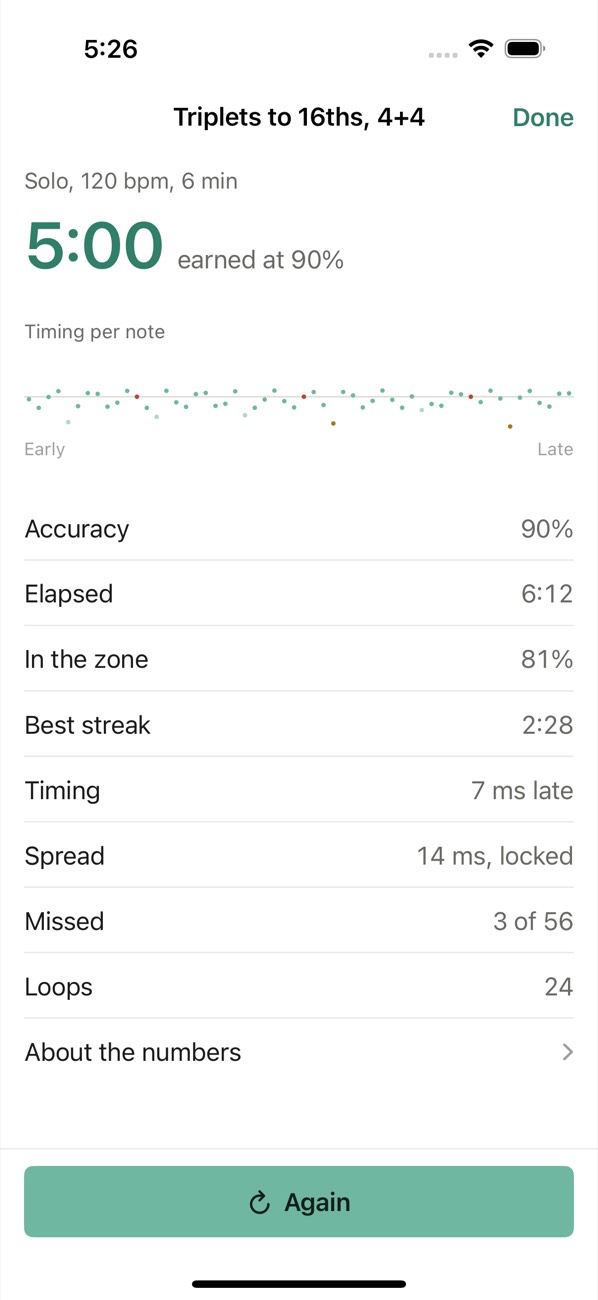 5:26
Triplets to 16ths, 4+4
Done
Solo, 120 bpm, 6 min
5:00 earned at 90%
Timing per note
Early Late
Accuracy 90%
Elapsed 6:12
In the zone 81%
Best streak 2:28
Timing 7 ms late
Spread 14 ms, locked
Missed 3 of 56
Loops 24
About the numbers
Again